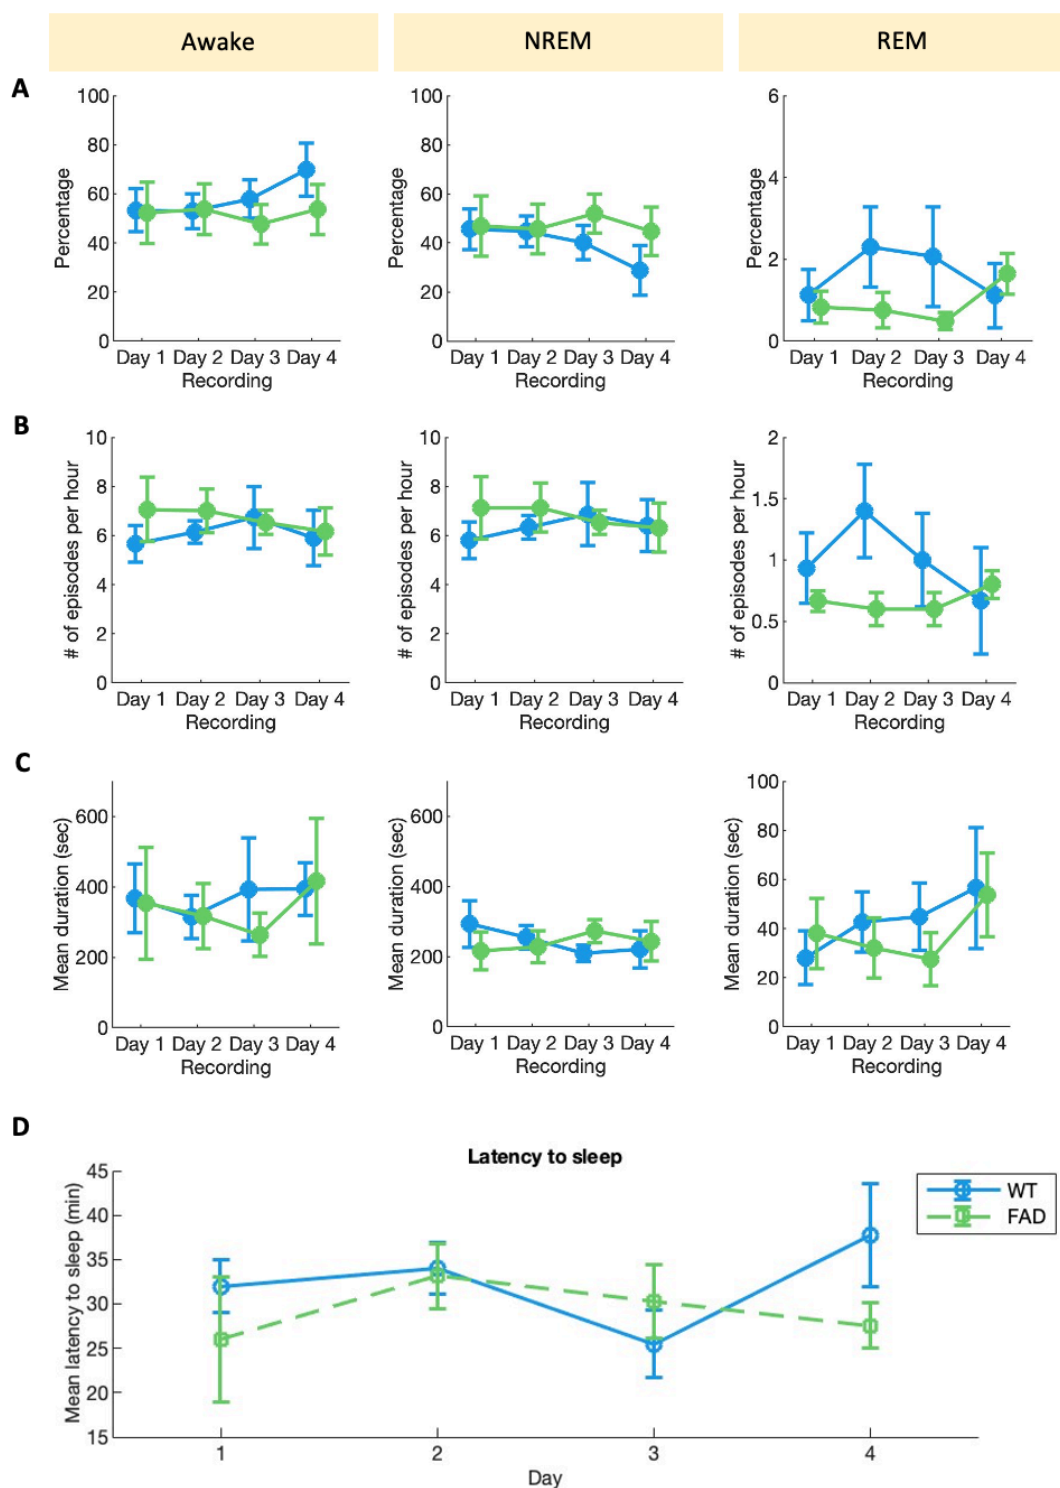 Awake NREM REM
A
100 80 60 40 20 0
Percentage
Day 1 Day 2 Day 3 Day 4
Recording
100 80 60 40 20 0
Percentage
Day 1 Day 2 Day 3 Day 4
Recording
6 4 2 0
Percentage
Day 1 Day 2 Day 3 Day 4
Recording
B
10 8 6 4 2 0
# of episodes per hour
Day 1 Day 2 Day 3 Day 4
Recording
10 8 6 4 2 0
# of episodes per hour
Day 1 Day 2 Day 3 Day 4
Recording
2 1.5 1 0.5 0
# of episodes per hour
Day 1 Day 2 Day 3 Day 4
Recording
C
600 400 200 0
Mean duration (sec)
Day 1 Day 2 Day 3 Day 4
Recording
600 400 200 0
Mean duration (sec)
Day 1 Day 2 Day 3 Day 4
Recording
100 80 60 40 20 0
Mean duration (sec)
Day 1 Day 2 Day 3 Day 4
Recording
D
Latency to sleep
45 40 35 30 25 20 15
Mean latency to sleep (min)
1 2 3 4
Day
WT
FAD